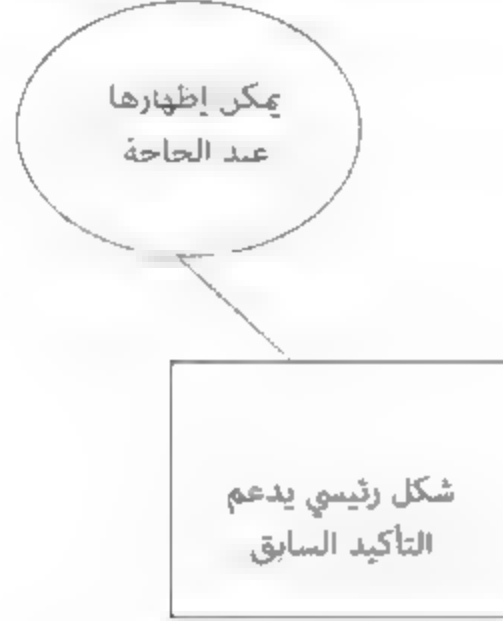 يمكن إظهارها
عند الحاجة
شكل رئيسي يدعم
التأكيد السابق